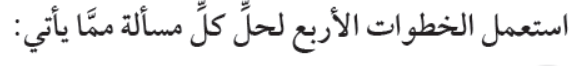 استعمل الخطوات الأربع لحلِّ كلِّ مسألة ممَّا يأتي: